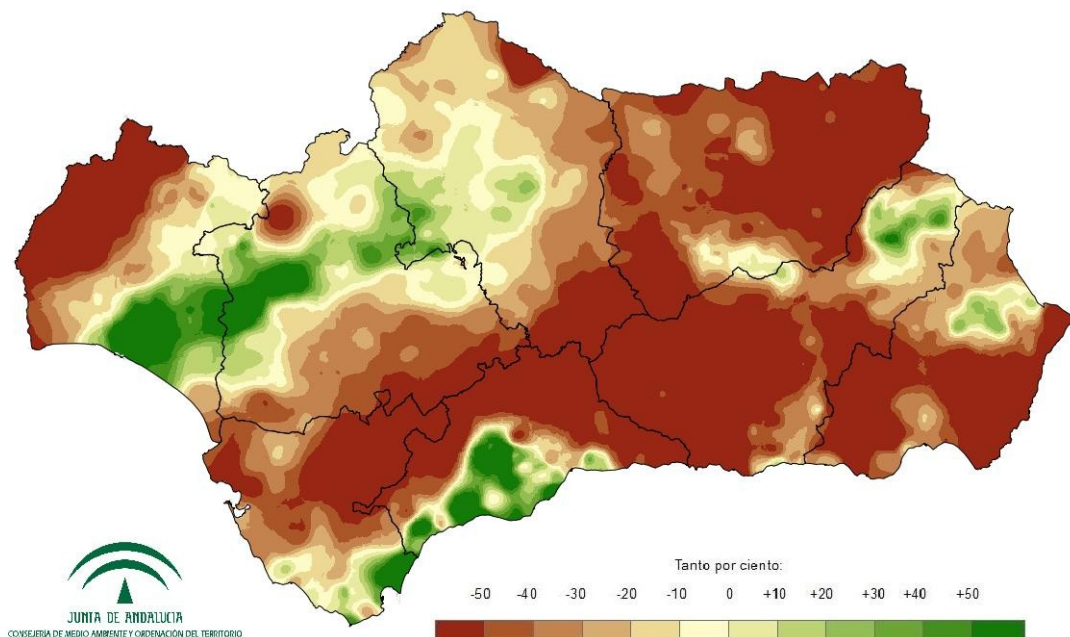 Tanto por ciento:
-50 -40 -30 -20 -10 0 +10 +20 +30 +40 +50
JUNTA DE ANDALUCIA
CONSEJERIA DE MEDIO AMBIENTE Y ORDENACIÓN DEL TERRITORIO